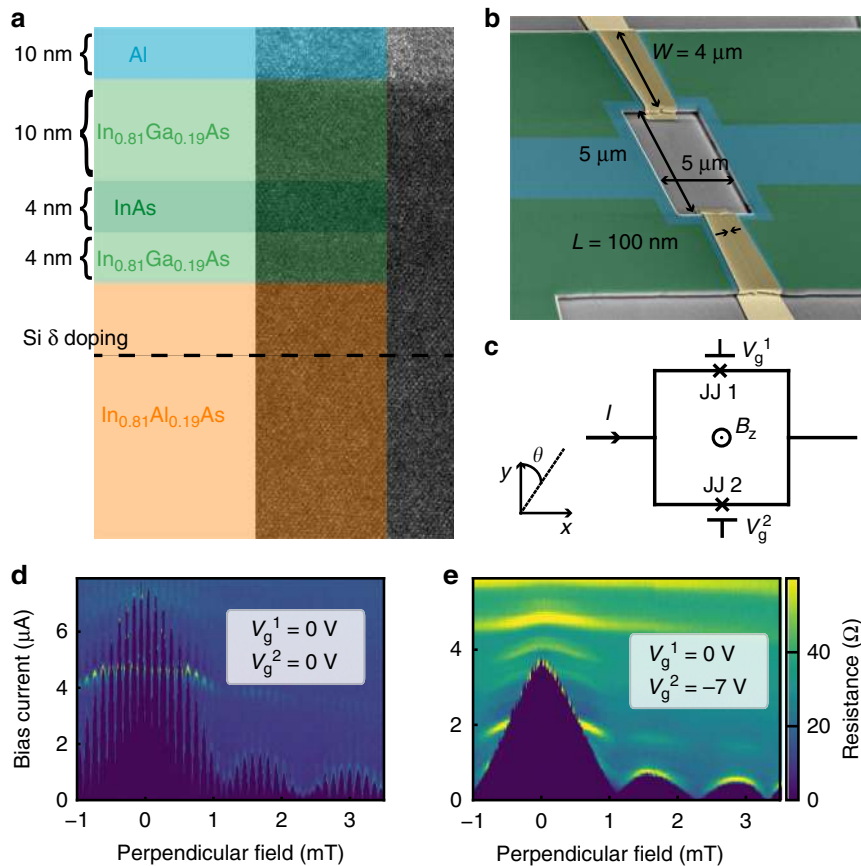 a
10 nm
Al
10 nm
In0.81Ga0.19As
4 nm
InAs
4 nm
In0.81Ga0.19As
Si δ doping
In0.81Al0.19As
b
W = 4 μm
5 μm
5 μm
L = 100 nm
c
Vg1
JJ 1
I
Bz
θ
y
x
JJ 2
Vg2
d
Vg1 = 0 V
Vg2 = 0 V
Bias current (μA)
6
4
2
0
−1
0
1
2
3
Perpendicular field (mT)
e
Vg1 = 0 V
Vg2 = −7 V
4
2
0
−1
0
1
2
3
Perpendicular field (mT)
40
20
0
Resistance (Ω)